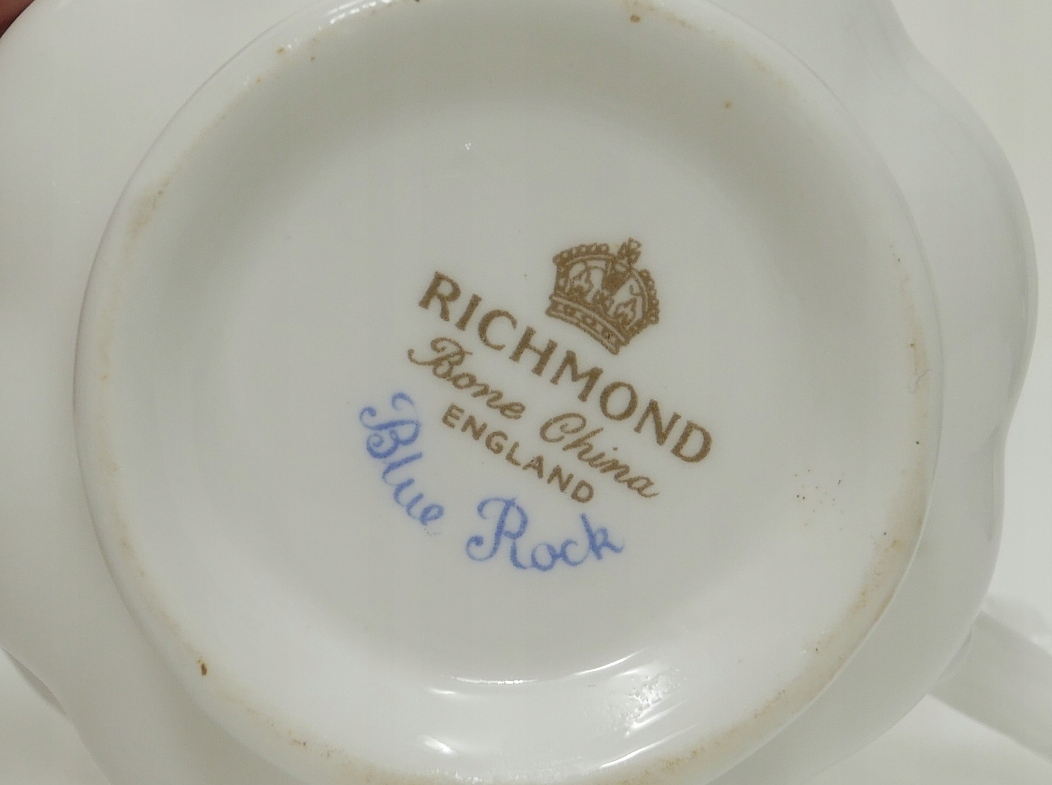 RICHMOND
Bone China
ENGLAND
Blue Rock